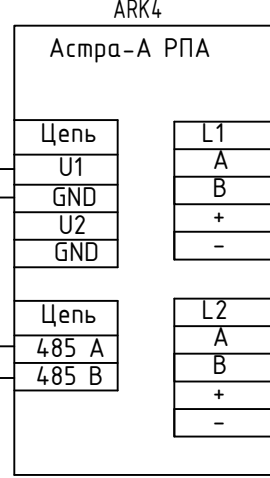 ARK4
Астра-А РПА
Цепь
U1
GND
U2
GND
L1
A
B
+
-
Цепь
485 A
485 B
L2
A
B
+
-